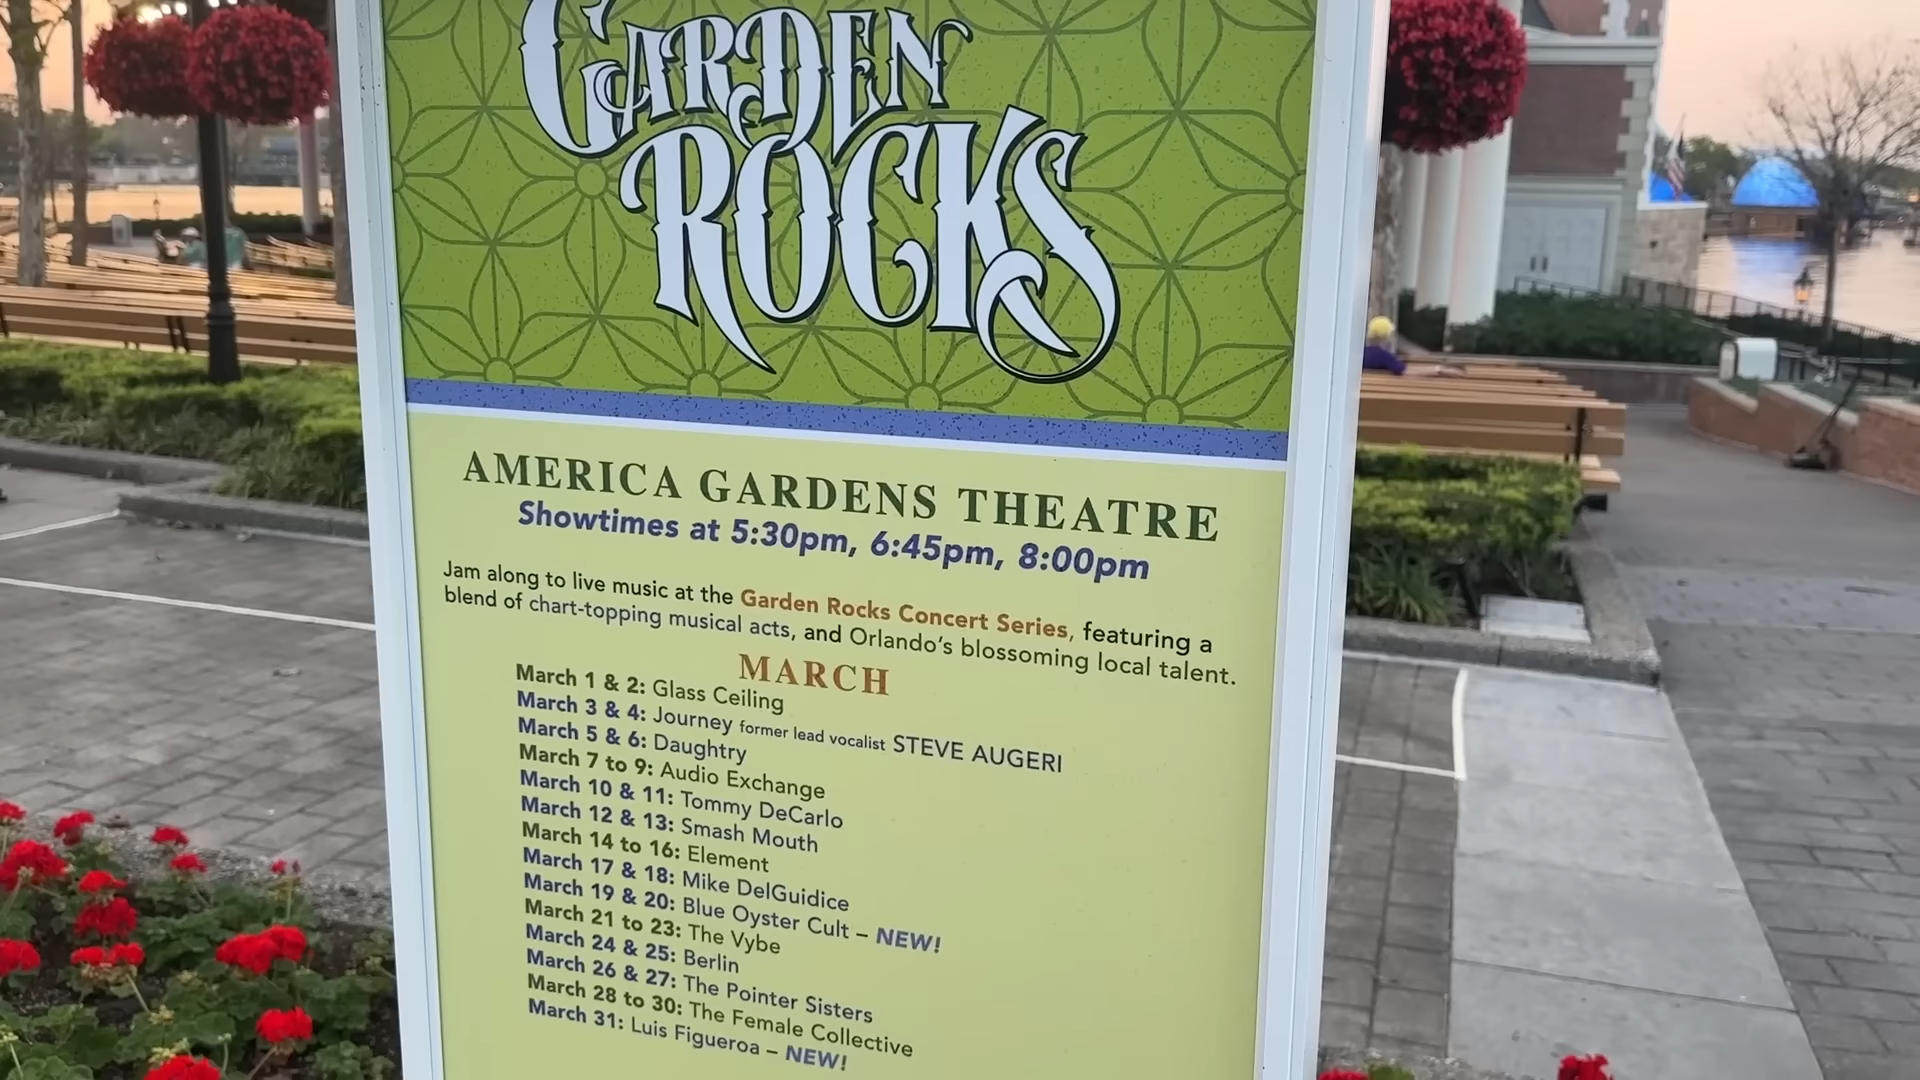 GARDEN
ROCKS
AMERICA GARDENS THEATRE
Showtimes at 5:30pm, 6:45pm, 8:00pm
Jam along to live music at the Garden Rocks Concert Series, featuring a
blend of chart-topping musical acts, and Orlando's blossoming local talent.
MARCH
March 1 & 2: Glass Ceiling
March 3 & 4: Journey former lead vocalist STEVE AUGERI
March 5 & 6: Daughtry
March 7 to 9: Audio Exchange
March 10 & 11: Tommy DeCarlo
March 12 & 13: Smash Mouth
March 14 to 16: Element
March 17 & 18: Mike DelGuidice
March 19 & 20: Blue Oyster Cult – NEW!
March 21 to 23: The Vybe
March 24 & 25: Berlin
March 26 & 27: The Pointer Sisters
March 28 to 30: The Female Collective
March 31: Luis Figueroa – NEW!